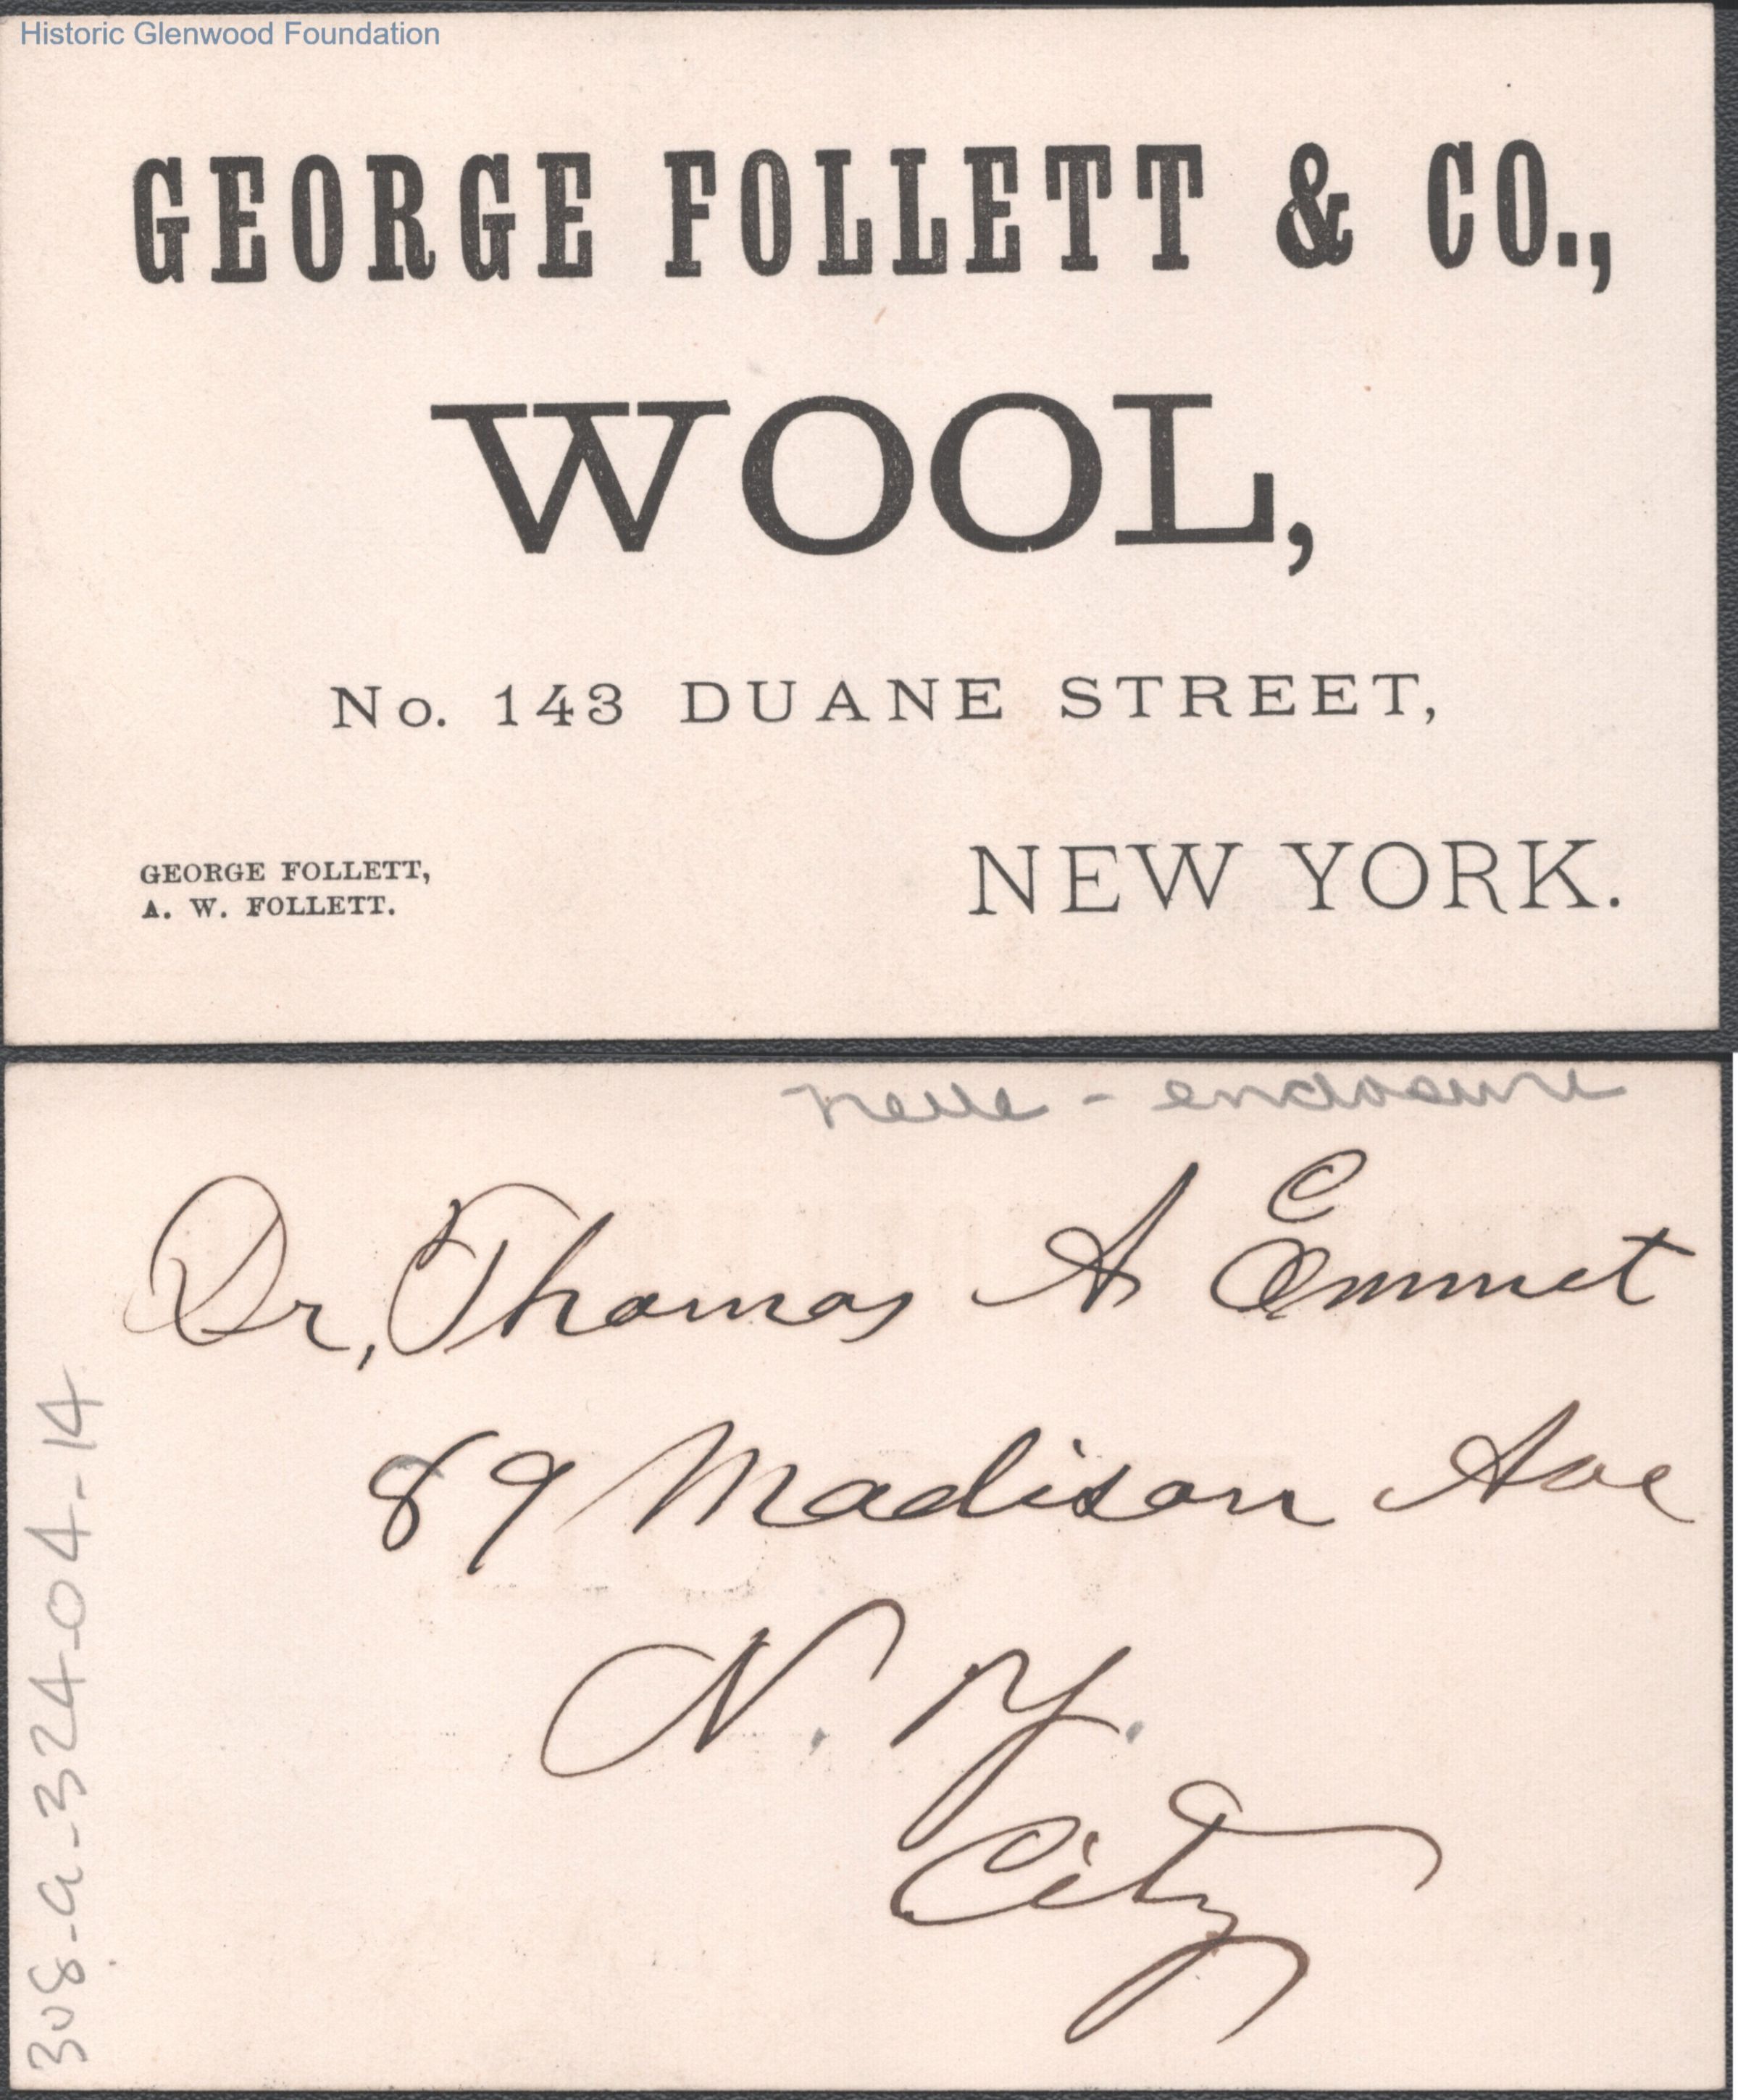 Historic Glenwood Foundation
GEORGE FOLLETT & CO.,
WOOL,
No. 143 DUANE STREET,
GEORGE FOLLETT,
A. W. FOLLETT.
NEW YORK.
- enclosure
Dr, Thomas A Emmet
89 Madison Ave
N. Y.
City
308-a-324-04-14